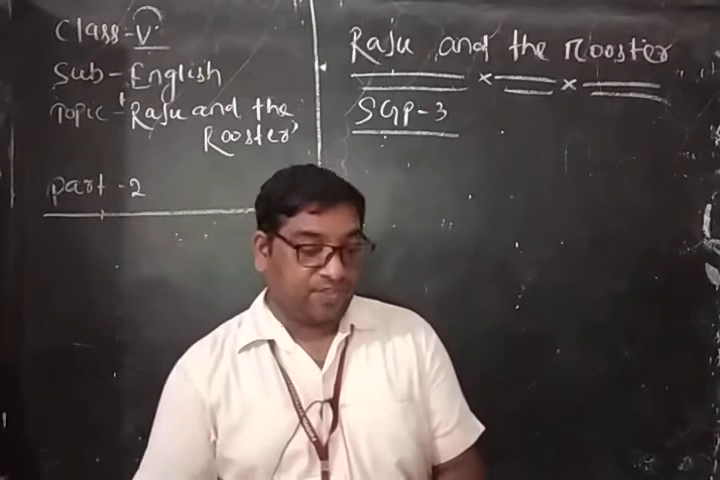 Class-V
Sub-English
Topic-'Raju and the
Rooster'
Part-2
Raju and the Rooster
SGP-3